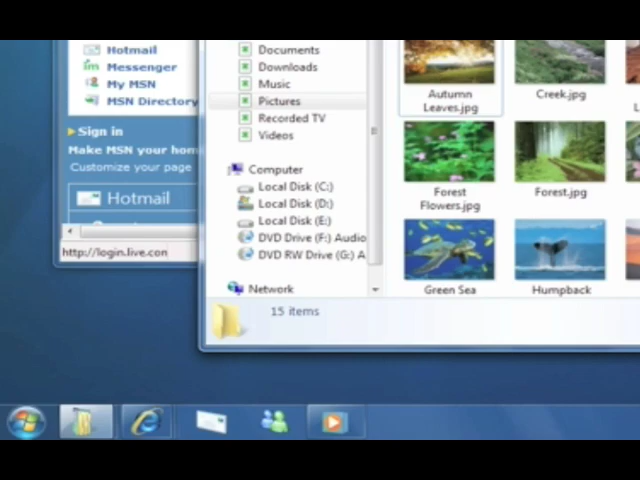 Hotmail
Messenger
My MSN
MSN Directory
Sign in
Make MSN your hom
Customize your page
Hotmail
http://login.live.con
Documents
Downloads
Music
Pictures
Recorded TV
Videos
Computer
Local Disk (C:)
Local Disk (D:)
Local Disk (E:)
DVD Drive (F:) Audio
DVD RW Drive (G:) A
Network
15 items
Autumn
Leaves.jpg
Creek.jpg
L
Forest
Flowers.jpg
Forest.jpg
Green Sea
Humpback